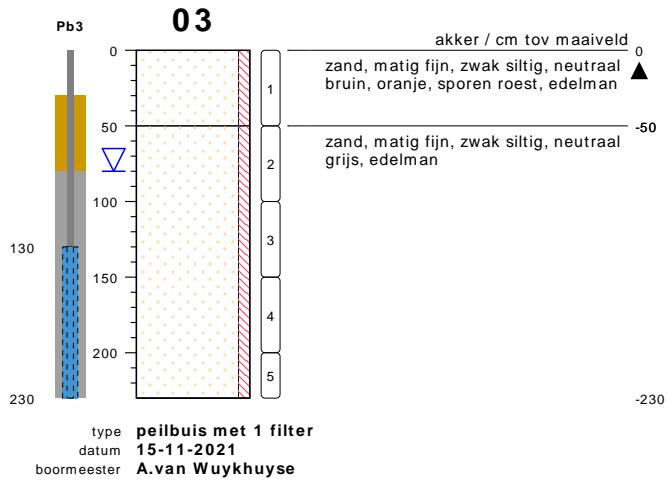 03
Pb3
akker / cm tov maaiveld
0
0
zand, matig fijn, zwak siltig, neutraal
bruin, oranje, sporen roest, edelman
1
50
-50
zand, matig fijn, zwak siltig, neutraal
grijs, edelman
2
100
3
130
150
4
200
5
230
230
-230
type peilbuis met 1 filter
datum 15-11-2021
boormeester A.van Wuykhuyse